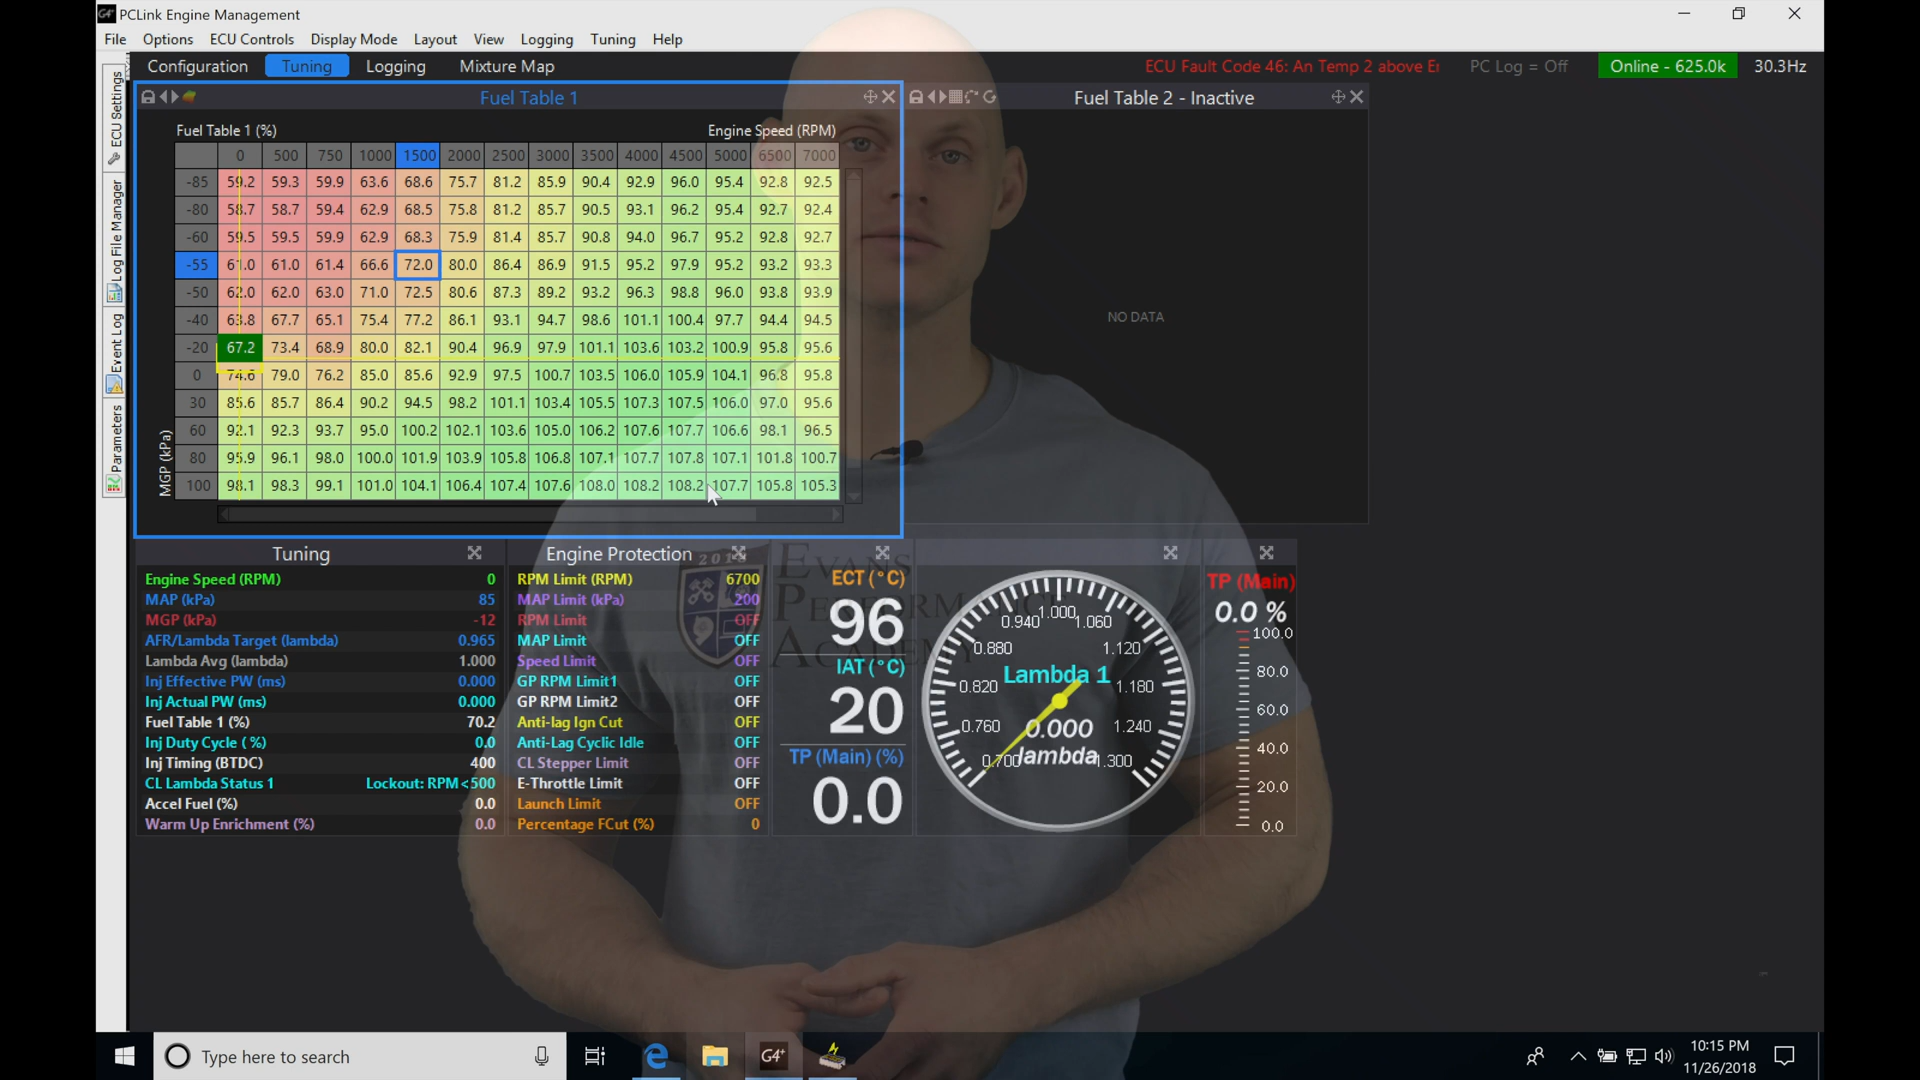 PCLink Engine Management
File Options ECU Controls Display Mode Layout View Logging Tuning Help
Configuration Tuning Logging Mixture Map ECU Fault Code 46: An Temp 2 above Er PC Log = Off Online - 625.0k 30.3Hz
ECU Settings
Log File Manager
Event Log
Parameters
Fuel Table 1
Fuel Table 1 (%) Engine Speed (RPM)
0 500 750 1000 1500 2000 2500 3000 3500 4000 4500 5000 6500 7000
-85 59.2 59.3 59.9 63.6 68.6 75.7 81.2 85.9 90.4 92.9 96.0 95.4 92.8 92.5
-80 58.7 58.7 59.4 62.9 68.5 75.8 81.2 85.7 90.5 93.1 96.2 95.4 92.7 92.4
-60 59.5 59.5 59.9 62.9 68.3 75.9 81.4 85.7 90.8 94.0 96.7 95.2 92.8 92.7
-55 61.0 61.0 61.4 66.6 72.0 80.0 86.4 86.9 91.5 95.2 97.9 95.2 93.2 93.3
-50 62.0 62.0 63.0 71.0 72.5 80.6 87.3 89.2 93.2 96.3 98.8 96.0 93.8 93.9
-40 63.8 67.7 65.1 75.4 77.2 86.1 93.1 94.7 98.6 101.1 100.4 97.7 94.4 94.5
-20 67.2 73.4 68.9 80.0 82.1 90.4 96.9 97.9 101.1 103.6 103.2 100.9 95.8 95.6
0 74.6 79.0 76.2 85.0 85.6 92.9 97.5 100.7 103.5 106.0 105.9 104.1 96.8 95.8
30 85.6 85.7 86.4 90.2 94.5 98.2 101.1 103.4 105.5 107.3 107.5 106.0 97.0 95.6
60 92.1 92.3 93.7 95.0 100.2 102.1 103.6 105.0 106.2 107.6 107.7 106.6 98.1 96.5
80 95.9 96.1 98.0 100.0 101.9 103.9 105.8 106.8 107.1 107.7 107.8 107.1 101.8 100.7
100 98.1 98.3 99.1 101.0 104.1 106.4 107.4 107.6 108.0 108.2 108.2 107.7 105.8 105.3
MGP (kPa)
Fuel Table 2 - Inactive
NO DATA
Tuning
Engine Speed (RPM) 0
MAP (kPa) 85
MGP (kPa) -12
AFR/Lambda Target (lambda) 0.965
Lambda Avg (lambda) 1.000
Inj Effective PW (ms) 0.000
Inj Actual PW (ms) 0.000
Fuel Table 1 (%) 70.2
Inj Duty Cycle (%) 0.0
Inj Timing (BTDC) 400
CL Lambda Status 1 Lockout: RPM<500
Accel Fuel (%) 0.0
Warm Up Enrichment (%) 0.0
Engine Protection
RPM Limit (RPM) 6700
MAP Limit (kPa) 200
RPM Limit OFF
MAP Limit OFF
Speed Limit OFF
GP RPM Limit1 OFF
GP RPM Limit2 OFF
Anti-lag Ign Cut OFF
Anti-Lag Cyclic Idle OFF
CL Stepper Limit OFF
E-Throttle Limit OFF
Launch Limit OFF
Percentage FCut (%) 0
2018
EVANS
PERFORMANCE
ACADEMY
ECT (°C)
96
IAT (°C)
20
TP (Main) (%)
0.0
0.700 0.760 0.820 0.880 0.940 1.000 1.060 1.120 1.180 1.240 1.300
Lambda 1
0.000
lambda
TP (Main)
0.0 %
100.0
80.0
60.0
40.0
20.0
0.0
Type here to search
G4+
10:15 PM
11/26/2018